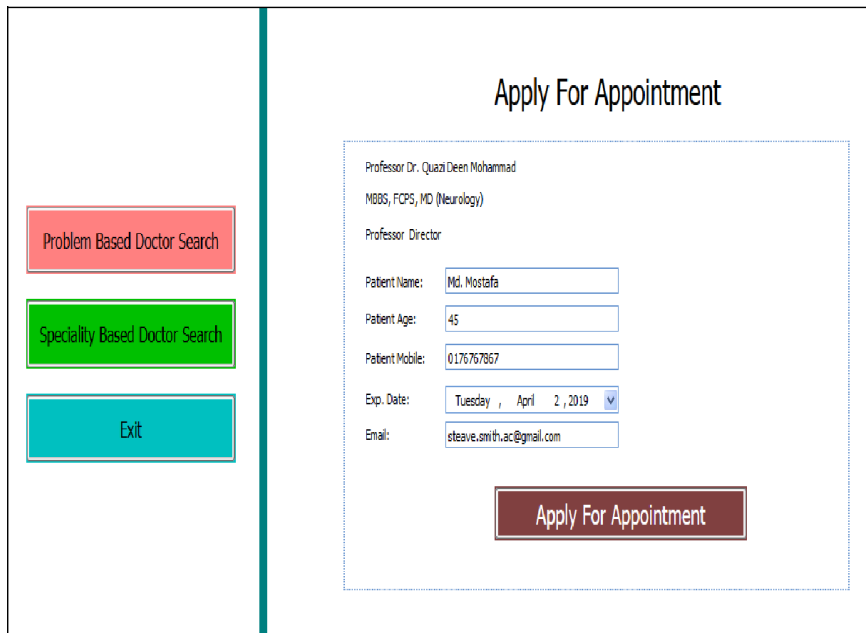 Apply For Appointment
Professor Dr. Quazi Deen Mohammad
MBBS, FCPS, MD (Neurology)
Professor Director
Problem Based Doctor Search
Speciality Based Doctor Search
Exit
Patient Name: Md. Mostafa
Patient Age: 45
Patient Mobile: 0176767867
Exp. Date: Tuesday , April 2 , 2019
Email: steave.smith.ac@gmail.com
Apply For Appointment